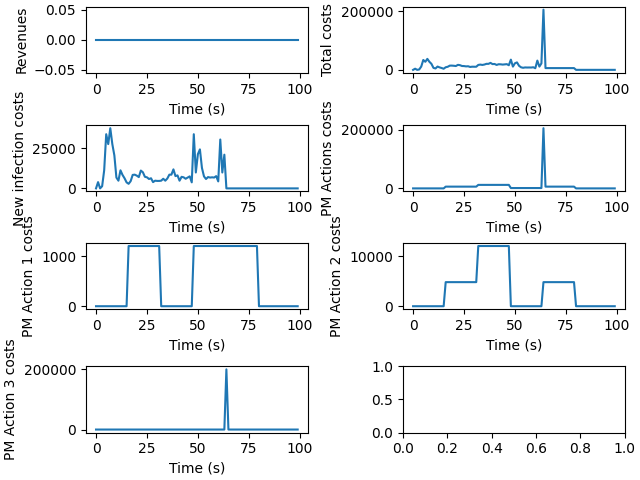 Revenues
0.05
0.00
−0.05
0 25 50 75 100
Time (s)
Total costs
200000
0
0 25 50 75 100
Time (s)
New infection costs
25000
0
0 25 50 75 100
Time (s)
PM Actions costs
200000
0
0 25 50 75 100
Time (s)
PM Action 1 costs
1000
0
0 25 50 75 100
Time (s)
PM Action 2 costs
10000
0
0 25 50 75 100
Time (s)
PM Action 3 costs
200000
0
0 25 50 75 100
Time (s)
1.0
0.5
0.0
0.0 0.2 0.4 0.6 0.8 1.0